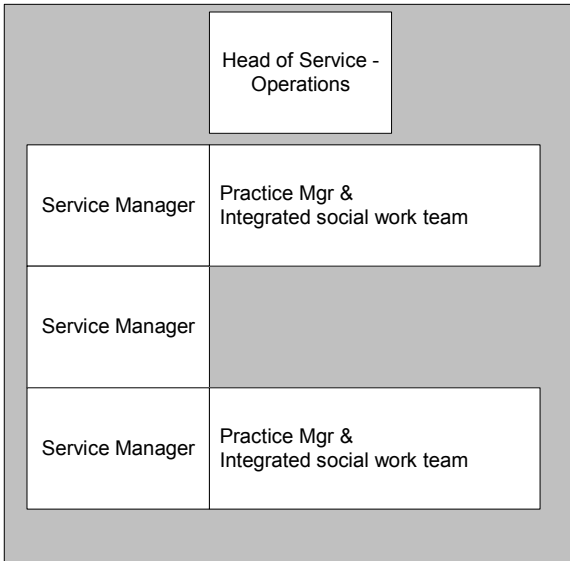 Head of Service -
Operations
Service Manager
Practice Mgr &
Integrated social work team
Service Manager
Service Manager
Practice Mgr &
Integrated social work team